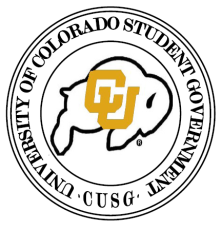 UNIVERSITY OF COLORADO STUDENT GOVERNMENT
CU
®
· CUSG ·